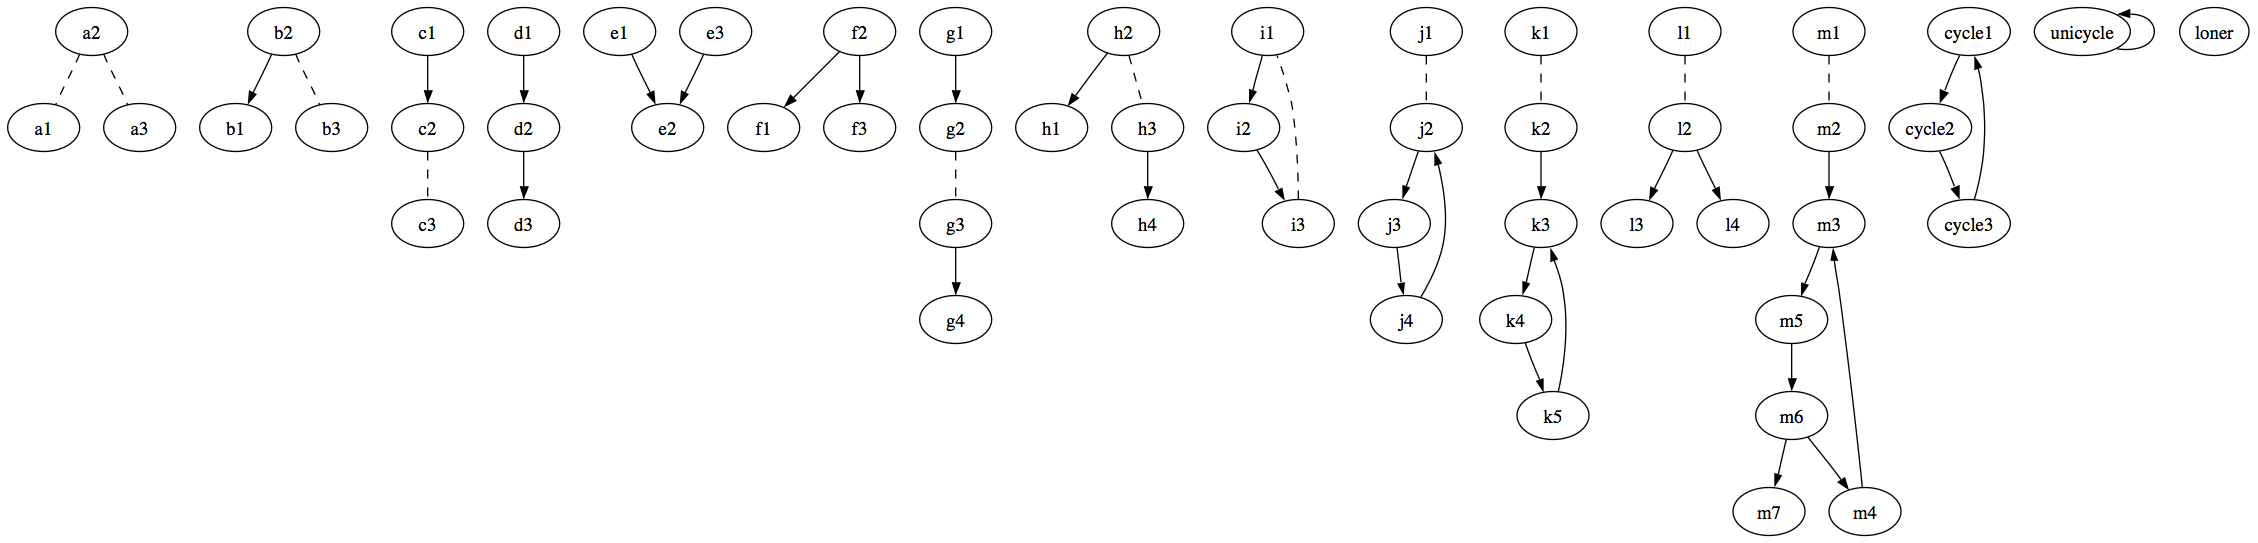 a2 b2 c1 d1 e1 e3 f2 g1 h2 i1 j1 k1 l1 m1 cycle1 unicycle loner
a1 a3 b1 b3 c2 d2 e2 f1 f3 g2 h1 h3 i2 j2 k2 l2 m2 cycle2
c3 d3 g3 h4 i3 j3 k3 l3 l4 m3 cycle3
g4 j4 k4 m5
k5 m6
m7 m4